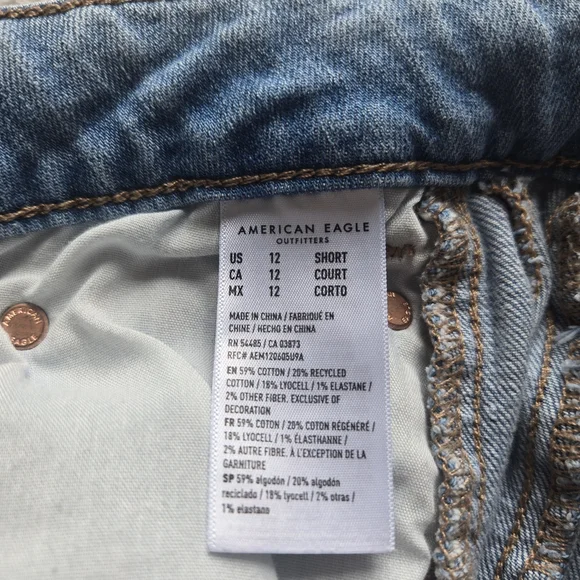 AMERICAN EAGLE
OUTFITTERS
US 12 SHORT
CA 12 COURT
MX 12 CORTO
MADE IN CHINA / FABRIQUÉ EN
CHINE / HECHO EN CHINA
RN 54485 / CA 03873
RFC# AEM120605U9A
EN 59% COTTON / 20% RECYCLED
COTTON / 18% LYOCELL / 1% ELASTANE /
2% OTHER FIBER. EXCLUSIVE OF
DECORATION
FR 59% COTON / 20% COTON RÉGÉNÉRÉ /
18% LYOCELL / 1% ÉLASTHANNE /
2% AUTRE FIBRE. À L'EXCEPTION DE LA
GARNITURE
SP 59% algodón / 20% algodón
reciclado / 18% lyocell / 2% otras /
1% elastano
AMERICAN
EAGLE